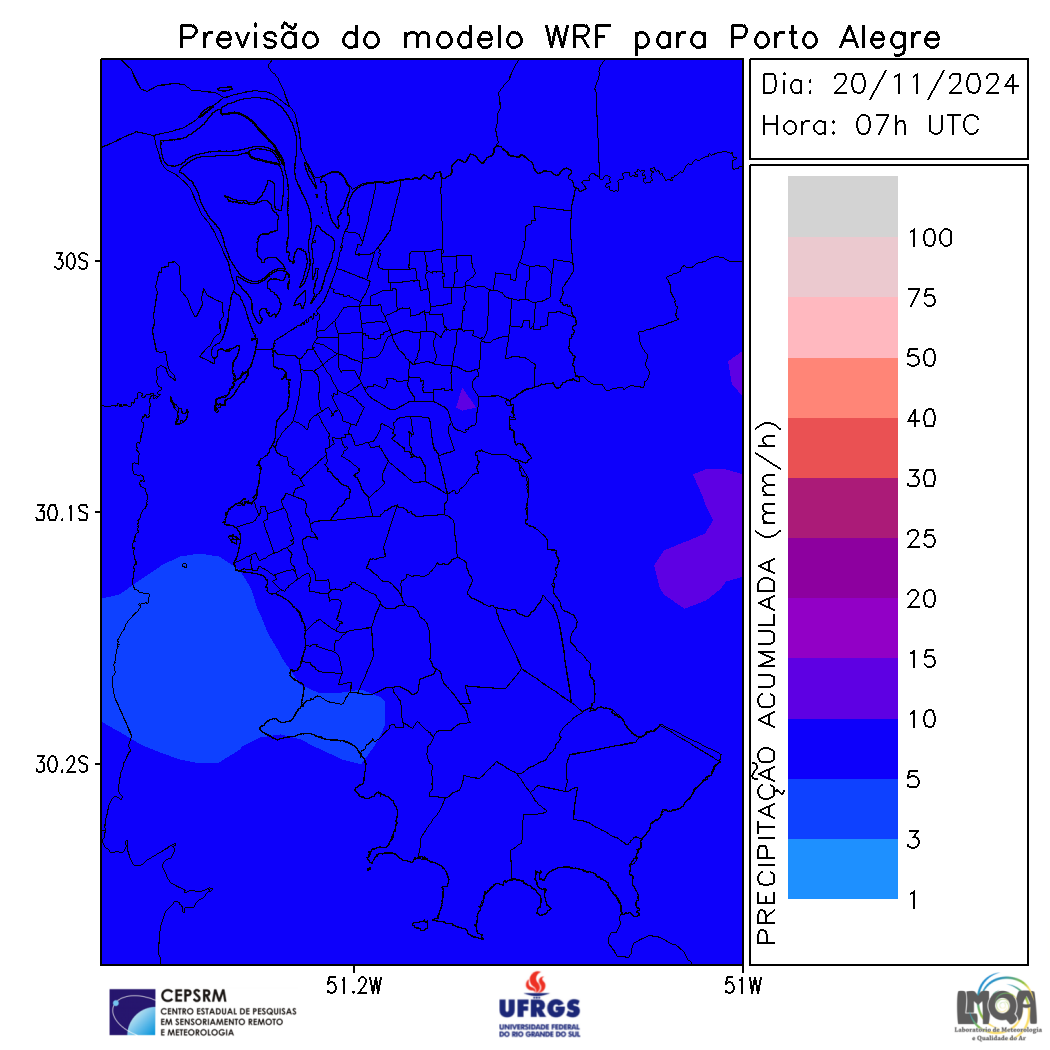 Previsão do modelo WRF para Porto Alegre
Dia: 20/11/2024
Hora: 07h UTC
30S
30.1S
30.2S
51.2W
51W
PRECIPITAÇÃO ACUMULADA (mm/h)
100
75
50
40
30
25
20
15
10
5
3
1
CEPSRM
CENTRO ESTADUAL DE PESQUISAS
EM SENSORIAMENTO REMOTO
E METEOROLOGIA
UFRGS
UNIVERSIDADE FEDERAL
DO RIO GRANDE DO SUL
LMQA
Laboratório de Meteorologia
e Qualidade do Ar